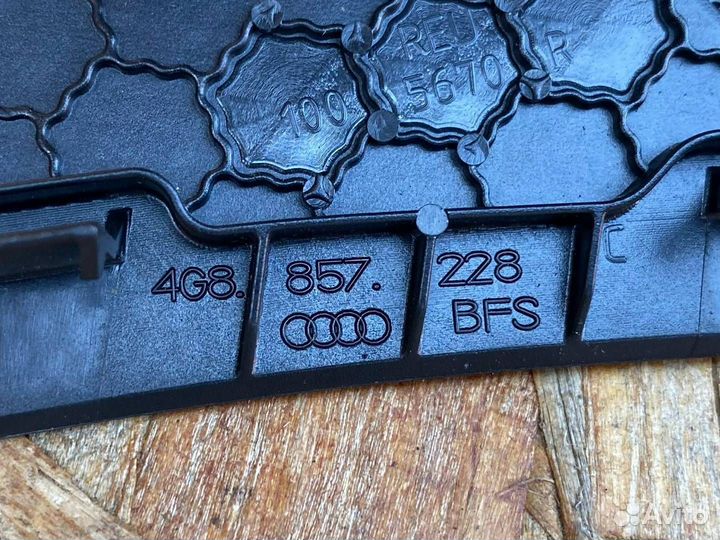 100
REU
5670
R
4G8. 857. 228
BFS
C
Avito